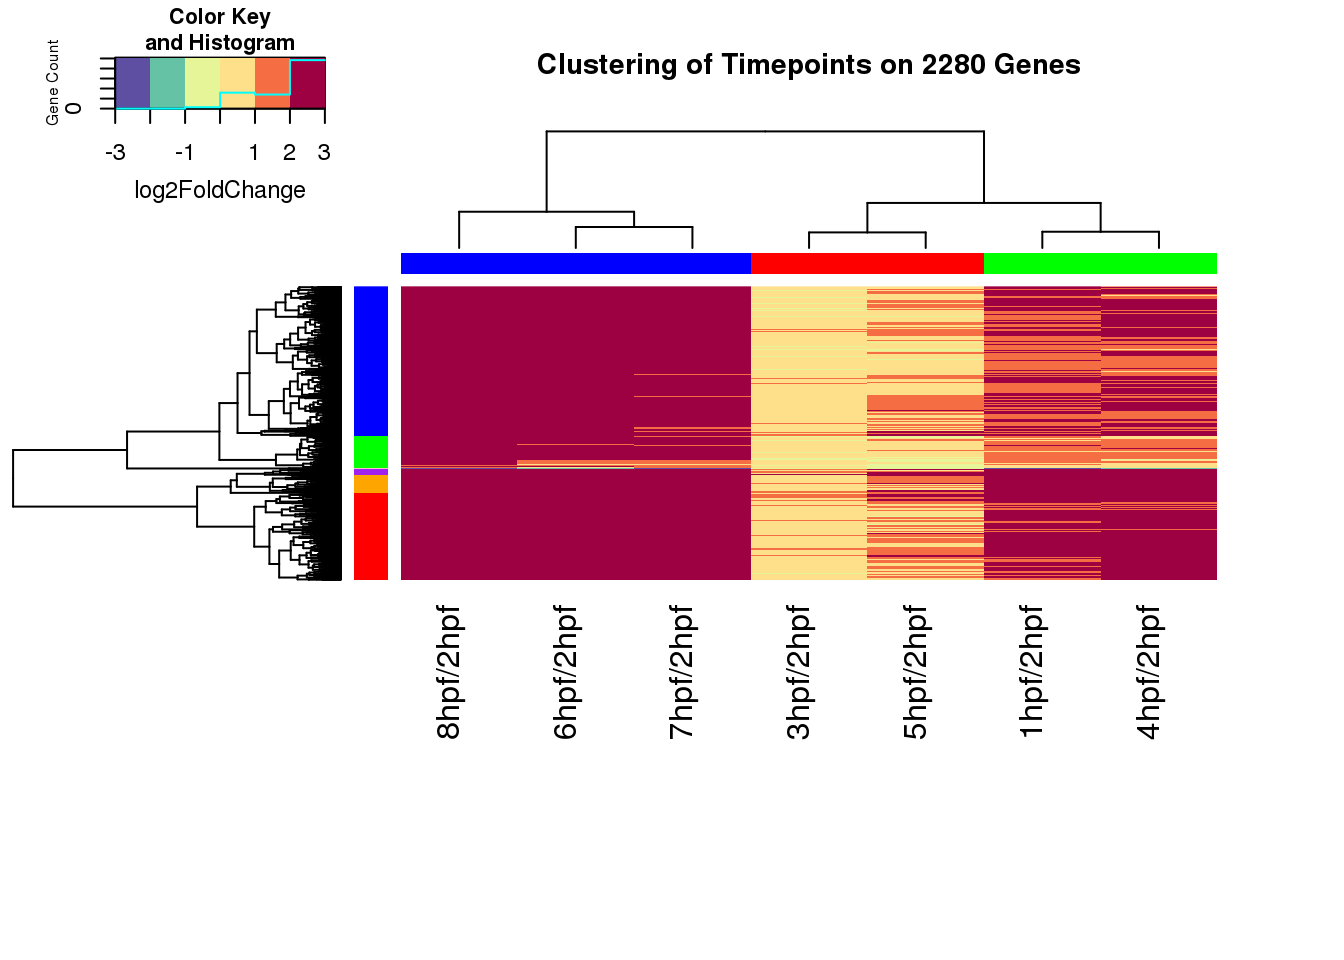 Color Key
and Histogram
Gene Count
0
-3 -1 1 2 3
log2FoldChange
Clustering of Timepoints on 2280 Genes
8hpf/2hpf
6hpf/2hpf
7hpf/2hpf
3hpf/2hpf
5hpf/2hpf
1hpf/2hpf
4hpf/2hpf